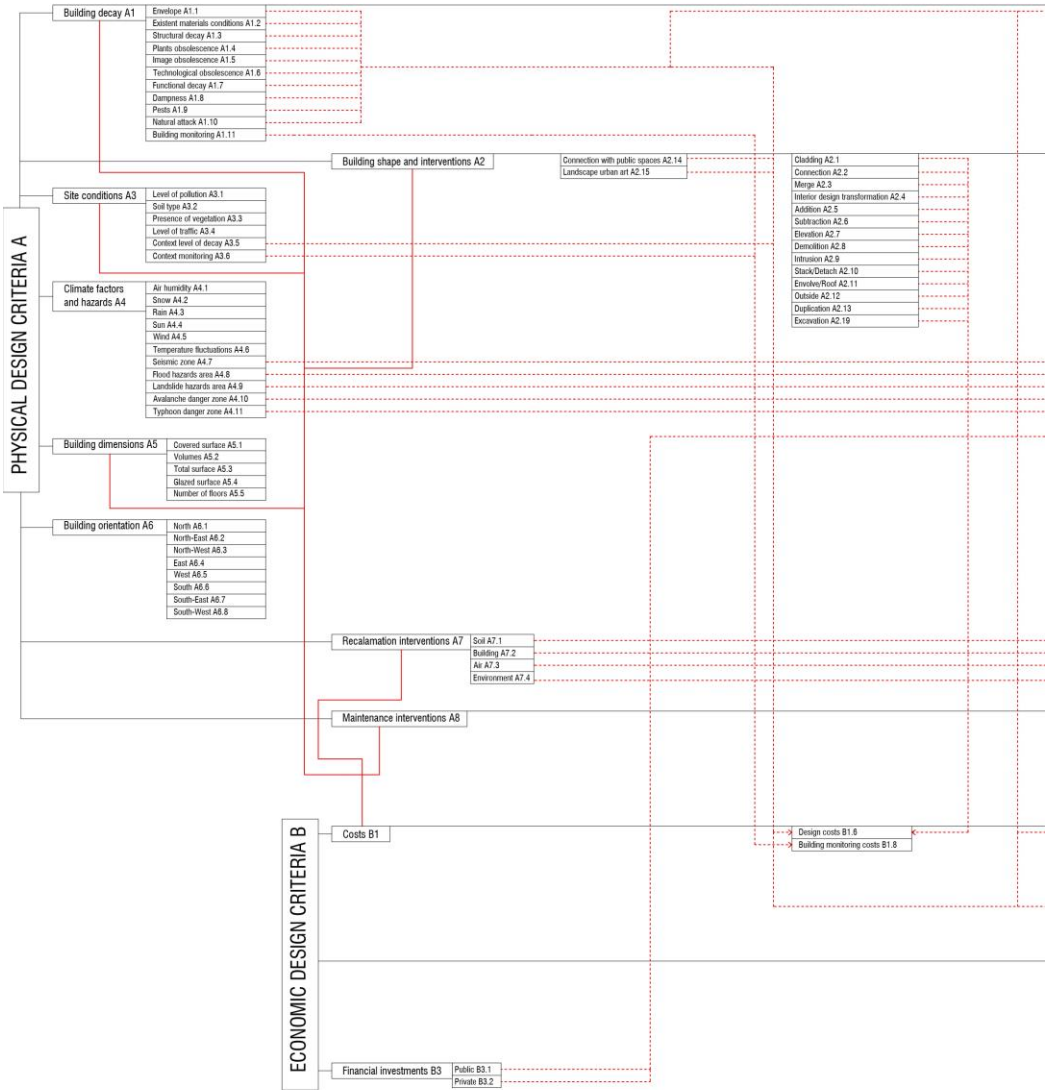 PHYSICAL DESIGN CRITERIA A
Building decay A1
Envelope A1.1
Existent materials conditions A1.2
Structural decay A1.3
Plants obsolescence A1.4
Image obsolescence A1.5
Technological obsolescence A1.6
Functional decay A1.7
Dampness A1.8
Pests A1.9
Natural attack A1.10
Building monitoring A1.11
Building shape and interventions A2
Connection with public spaces A2.14
Landscape urban art A2.15
Cladding A2.1
Connection A2.2
Merge A2.3
Interior design transformation A2.4
Addition A2.5
Subtraction A2.6
Elevation A2.7
Demolition A2.8
Intrusion A2.9
Stack/Detach A2.10
Envolve/Roof A2.11
Outside A2.12
Duplication A2.13
Excavation A2.19
Site conditions A3
Level of pollution A3.1
Soil type A3.2
Presence of vegetation A3.3
Level of traffic A3.4
Context level of decay A3.5
Context monitoring A3.6
Climate factors
and hazards A4
Air humidity A4.1
Snow A4.2
Rain A4.3
Sun A4.4
Wind A4.5
Temperature fluctuations A4.6
Seismic zone A4.7
Flood hazards area A4.8
Landslide hazards area A4.9
Avalanche danger zone A4.10
Typhoon danger zone A4.11
Building dimensions A5
Covered surface A5.1
Volumes A5.2
Total surface A5.3
Glazed surface A5.4
Number of floors A5.5
Building orientation A6
North A6.1
North-East A6.2
North-West A6.3
East A6.4
West A6.5
South A6.6
South-East A6.7
South-West A6.8
Recalamation interventions A7
Soil A7.1
Building A7.2
Air A7.3
Environment A7.4
Maintenance interventions A8
ECONOMIC DESIGN CRITERIA B
Costs B1
Design costs B1.6
Building monitoring costs B1.8
Financial investments B3
Public B3.1
Private B3.2